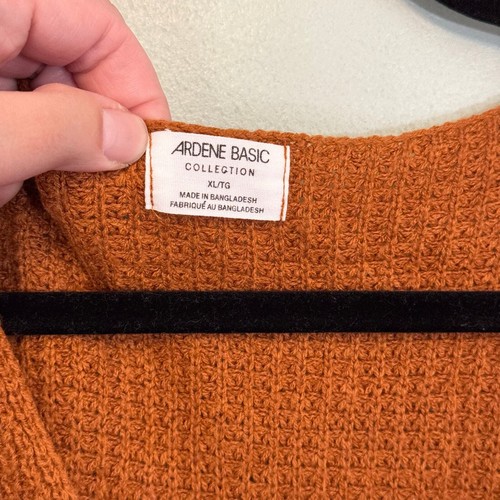 ARDENE BASIC
COLLECTION
XL/TG
MADE IN BANGLADESH
FABRIQUÉ AU BANGLADESH